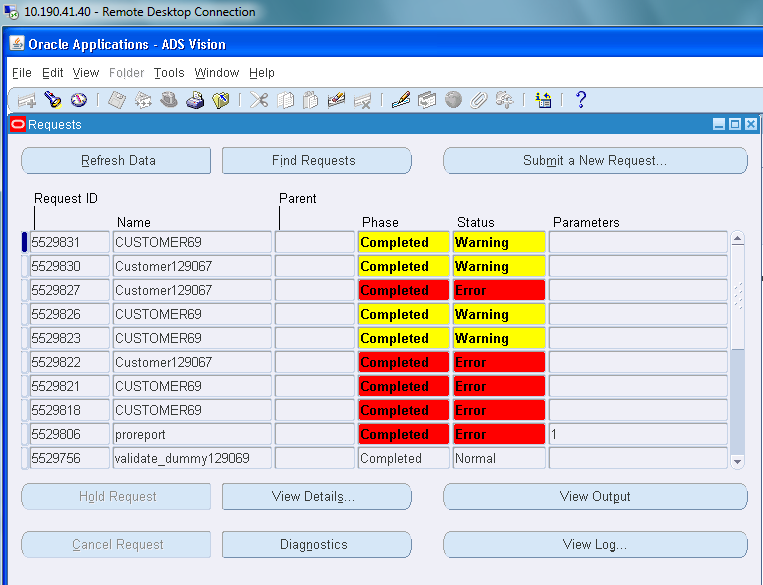 10.190.41.40 - Remote Desktop Connection
Oracle Applications - ADS Vision
File Edit View Folder Tools Window Help
Requests
Refresh Data Find Requests Submit a New Request...
Request ID Parent
Name Phase Status Parameters
5529831 CUSTOMER69 Completed Warning
5529830 Customer129067 Completed Warning
5529827 Customer129067 Completed Error
5529826 CUSTOMER69 Completed Warning
5529823 CUSTOMER69 Completed Warning
5529822 Customer129067 Completed Error
5529821 CUSTOMER69 Completed Error
5529818 CUSTOMER69 Completed Error
5529806 proreport Completed Error 1
5529756 validate_dummy129069 Completed Normal
Hold Request View Details... View Output
Cancel Request Diagnostics View Log...